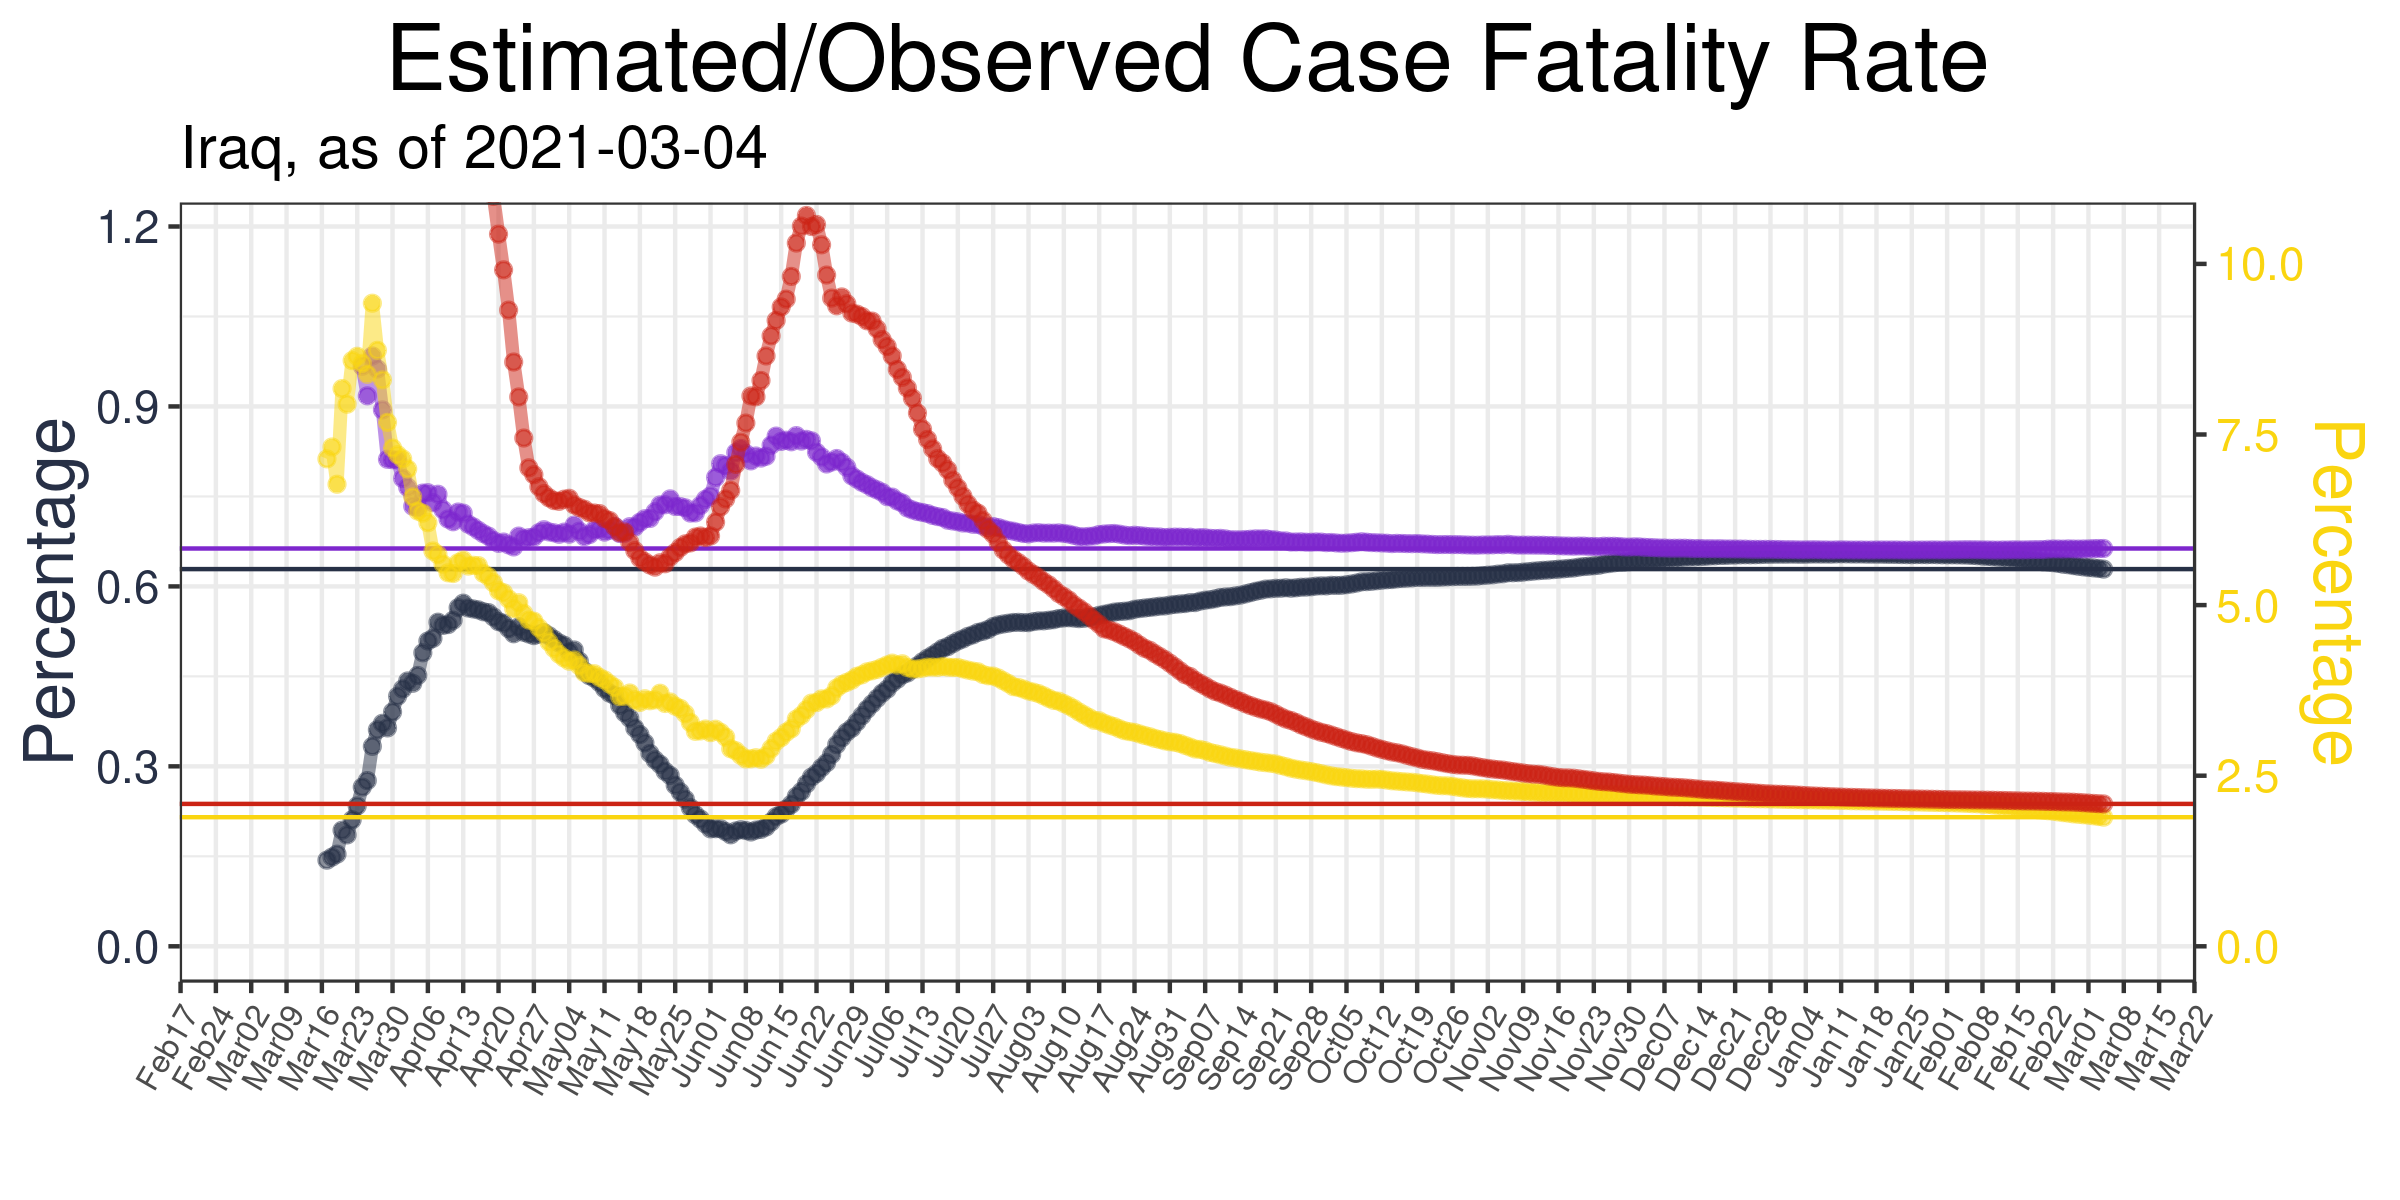 Estimated/Observed Case Fatality Rate
Iraq, as of 2021-03-04
Percentage
1.2
0.9
0.6
0.3
0.0
10.0
7.5
5.0
2.5
0.0
Percentage
Feb17
Feb24
Mar02
Mar09
Mar16
Mar23
Mar30
Apr06
Apr13
Apr20
Apr27
May04
May11
May18
May25
Jun01
Jun08
Jun15
Jun22
Jun29
Jul06
Jul13
Jul20
Jul27
Aug03
Aug10
Aug17
Aug24
Aug31
Sep07
Sep14
Sep21
Sep28
Oct05
Oct12
Oct19
Oct26
Nov02
Nov09
Nov16
Nov23
Nov30
Dec07
Dec14
Dec21
Dec28
Jan04
Jan11
Jan18
Jan25
Feb01
Feb08
Feb15
Feb22
Mar01
Mar08
Mar15
Mar22